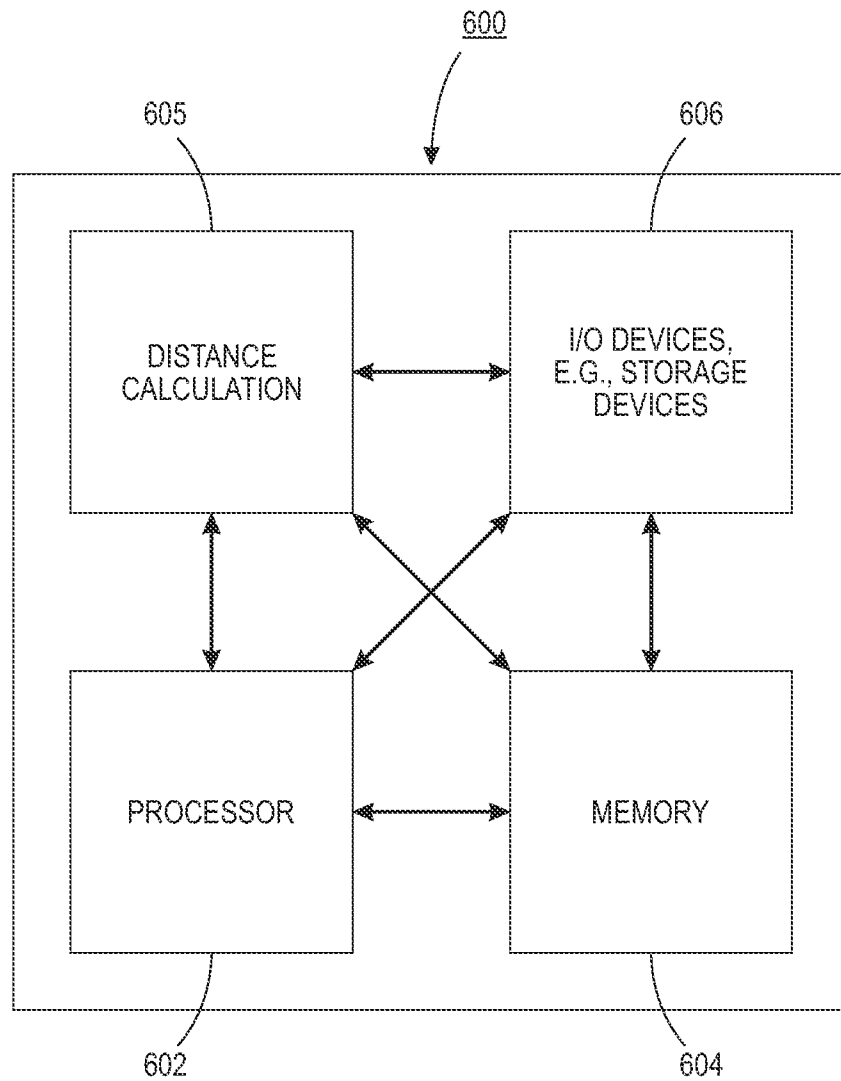 600
605
606
DISTANCE
CALCULATION
I/O DEVICES,
E.G., STORAGE
DEVICES
PROCESSOR
MEMORY
602
604